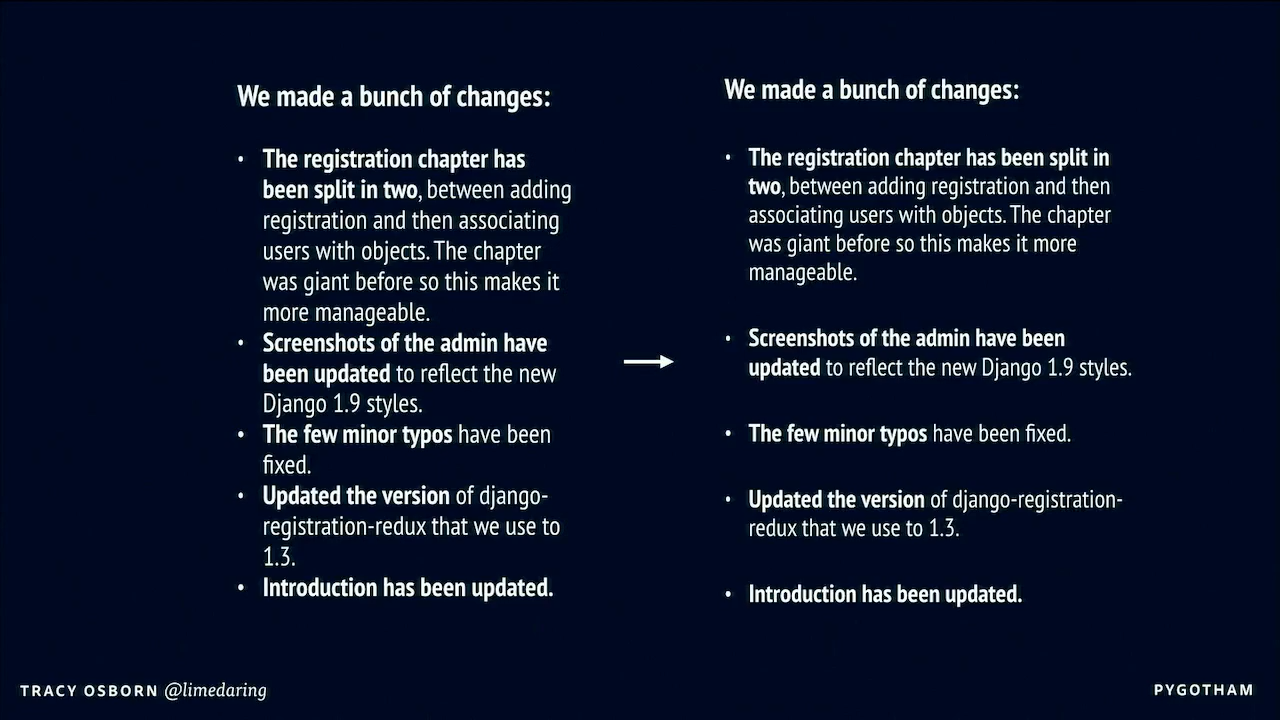 We made a bunch of changes:
• The registration chapter has
been split in two, between adding
registration and then associating
users with objects. The chapter
was giant before so this makes it
more manageable.
• Screenshots of the admin have
been updated to reflect the new
Django 1.9 styles.
• The few minor typos have been
fixed.
• Updated the version of django-
registration-redux that we use to
1.3.
• Introduction has been updated.
We made a bunch of changes:
• The registration chapter has been split in
two, between adding registration and then
associating users with objects. The chapter
was giant before so this makes it more
manageable.
• Screenshots of the admin have been
updated to reflect the new Django 1.9 styles.
• The few minor typos have been fixed.
• Updated the version of django-registration-
redux that we use to 1.3.
• Introduction has been updated.
TRACY OSBORN @limedaring
PYGOTHAM